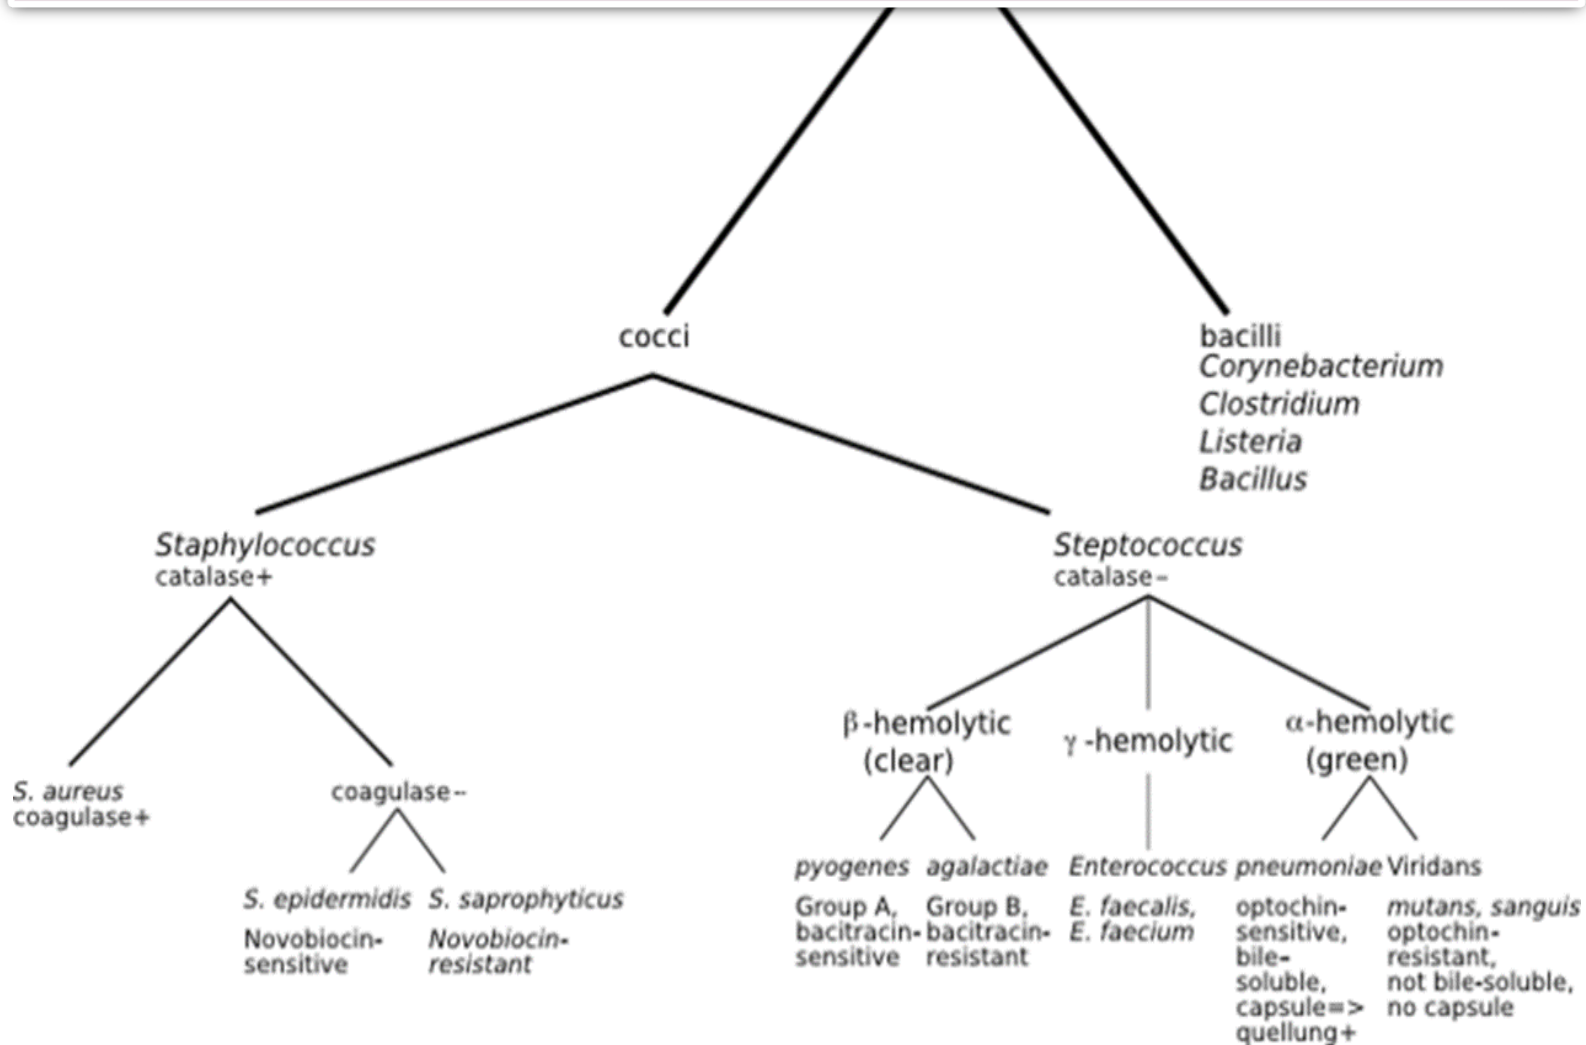 cocci
bacilli
Corynebacterium
Clostridium
Listeria
Bacillus
Staphylococcus
catalase+
Steptococcus
catalase-
β-hemolytic
(clear)
γ -hemolytic
α-hemolytic
(green)
S. aureus
coagulase+
coagulase-
S. epidermidis
Novobiocin-
sensitive
S. saprophyticus
Novobiocin-
resistant
pyogenes
Group A,
bacitracin-
sensitive
agalactiae
Group B,
bacitracin-
resistant
Enterococcus
E. faecalis,
E. faecium
pneumoniae
optochin-
sensitive,
bile-
soluble,
capsule=>
quellung+
Viridans
mutans, sanguis
optochin-
resistant,
not bile-soluble,
no capsule